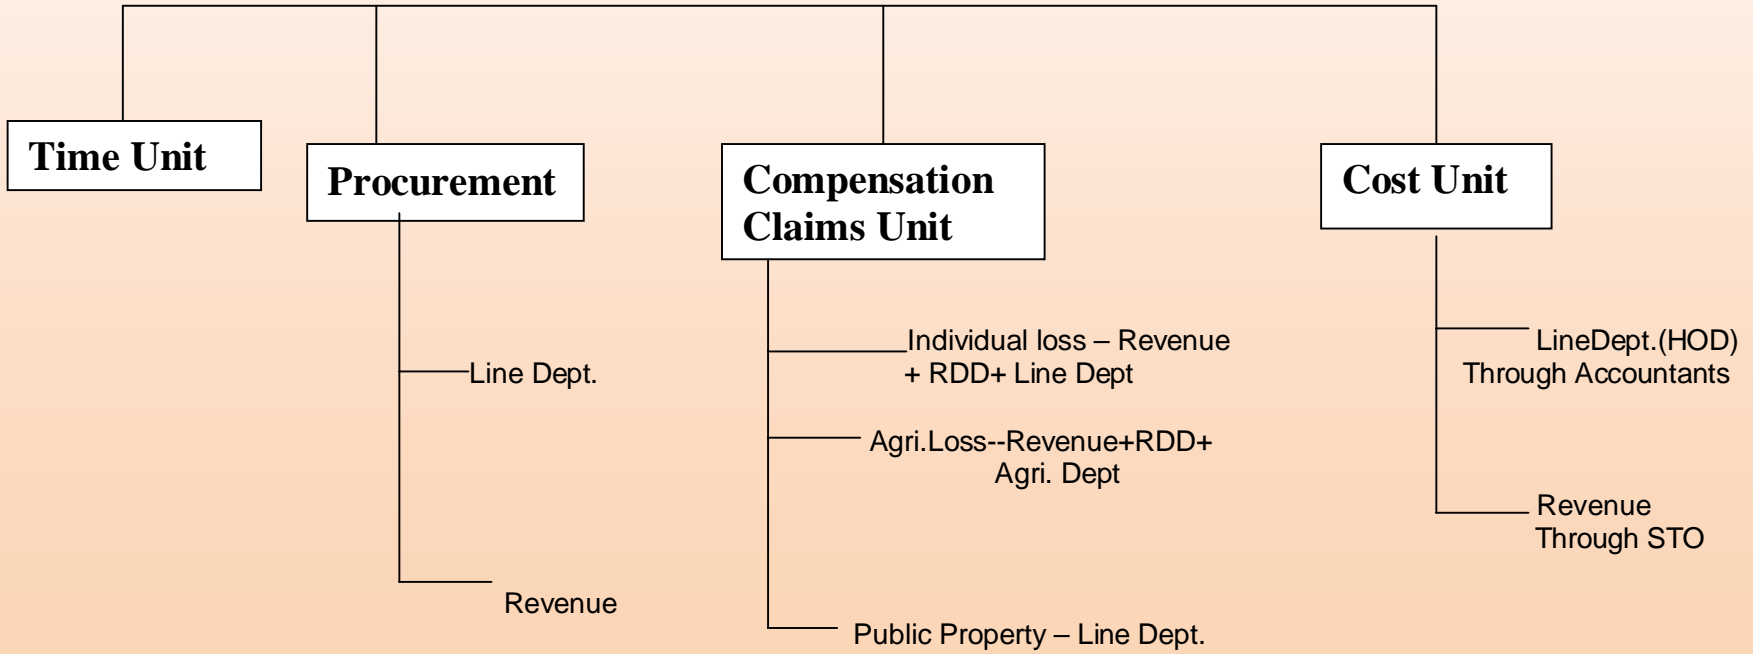 Time Unit
Procurement
Compensation
Claims Unit
Cost Unit
Line Dept.
Revenue
Individual loss – Revenue
+ RDD+ Line Dept
Agri.Loss--Revenue+RDD+
Agri. Dept
Public Property – Line Dept.
LineDept.(HOD)
Through Accountants
Revenue
Through STO